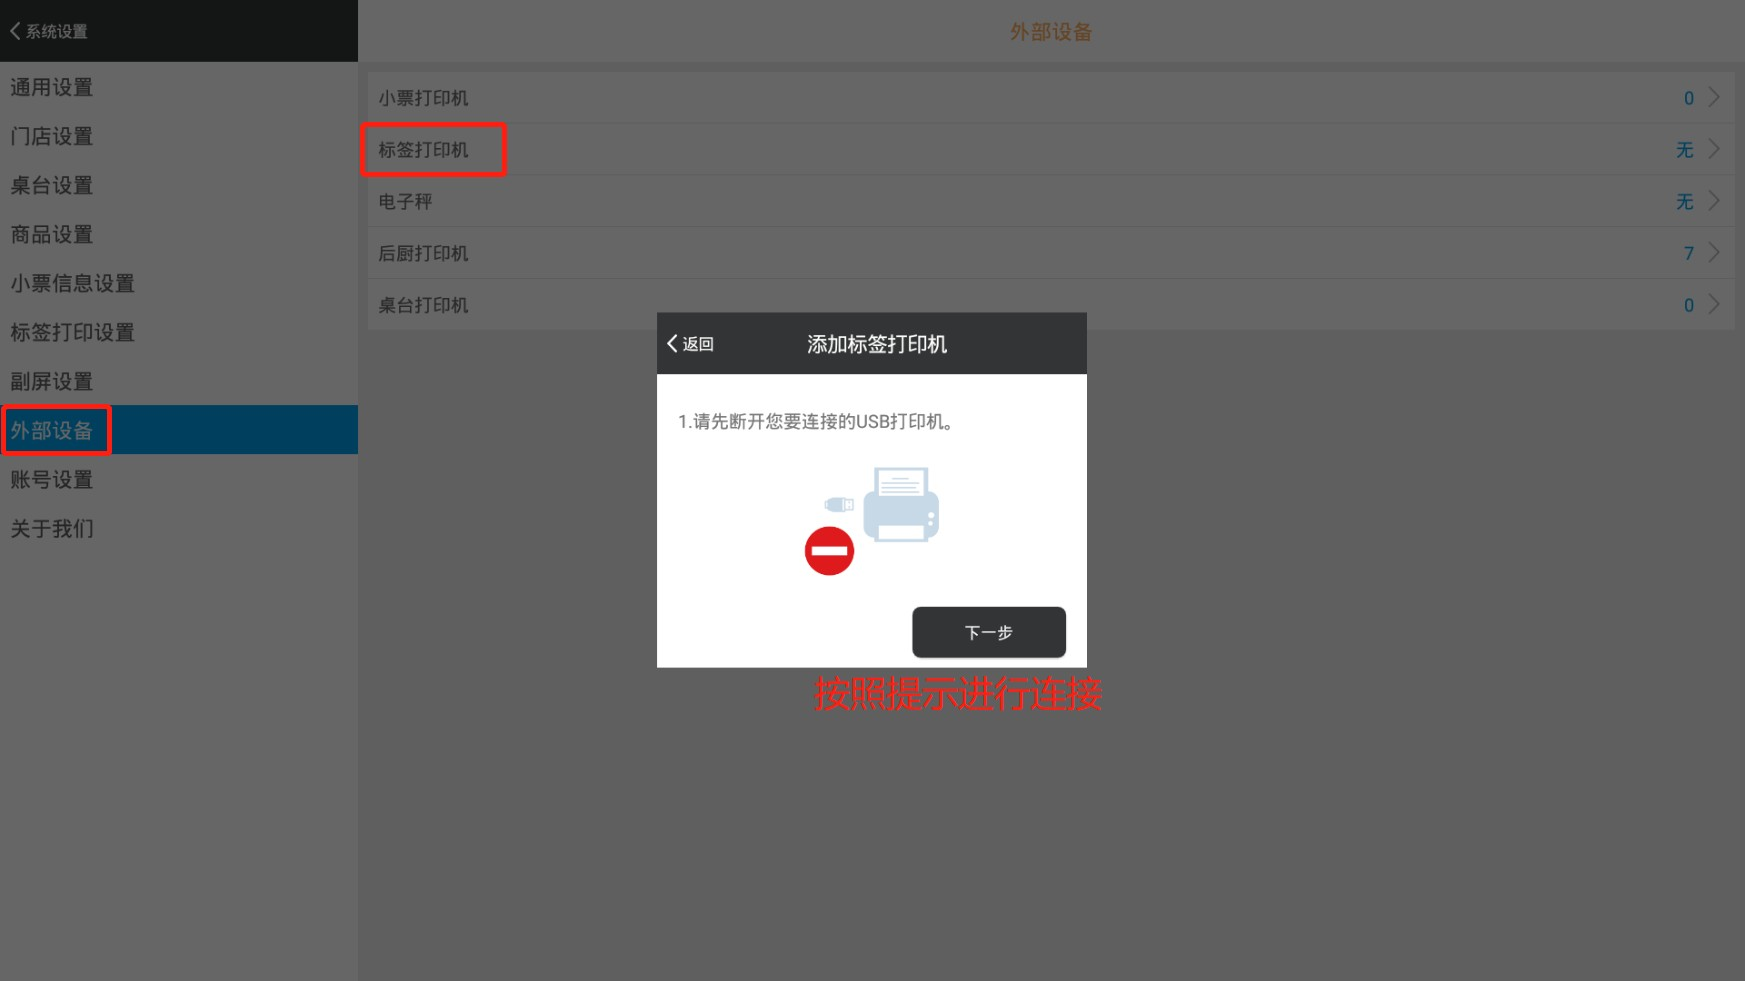 系统设置
外部设备
通用设置
门店设置
桌台设置
商品设置
小票信息设置
标签打印设置
副屏设置
外部设备
账号设置
关于我们
小票打印机 0
标签打印机 无
电子秤 无
后厨打印机 7
桌台打印机 0
返回 添加标签打印机
1.请先断开您要连接的USB打印机。
下一步
按照提示进行连接